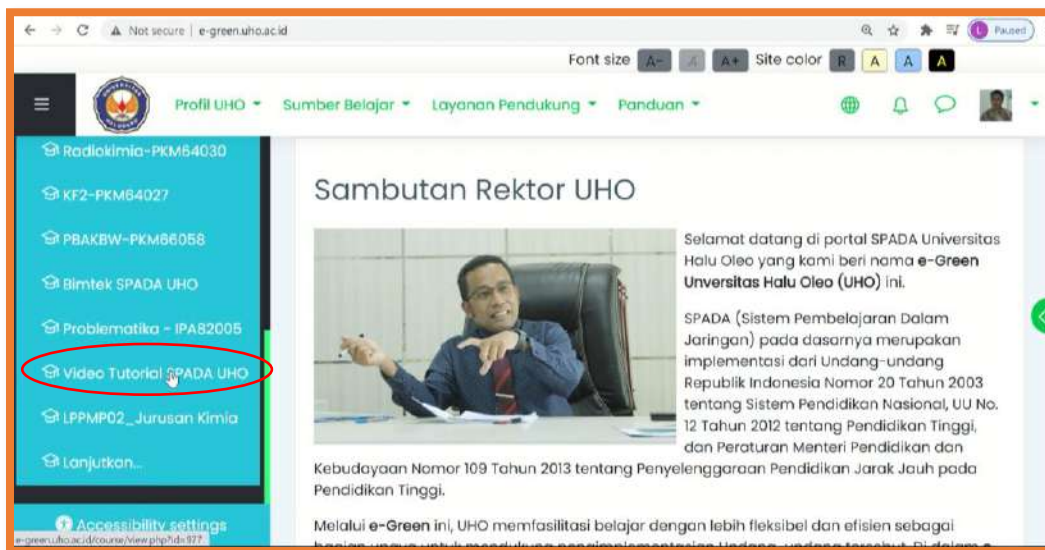 Not secure | e-green.uho.ac.id
Paused
Font size A- A A+ Site color R A A A
Profil UHO Sumber Belajar Layanan Pendukung Panduan
Radiokimia-PKM64030
KF2-PKM64027
PBAKBW-PKM66058
Bimtek SPADA UHO
Problematika - IPA82005
Video Tutorial SPADA UHO
LPPMP02_Jurusan Kimia
Lanjutkan...
Accessibility settings
e-green.uho.ac.id/course/view.php?id=977
Sambutan Rektor UHO
Selamat datang di portal SPADA Universitas
Halu Oleo yang kami beri nama e-Green
Unversitas Halu Oleo (UHO) ini.
SPADA (Sistem Pembelajaran Dalam
Jaringan) pada dasarnya merupakan
implementasi dari Undang-undang
Republik Indonesia Nomor 20 Tahun 2003
tentang Sistem Pendidikan Nasional, UU No.
12 Tahun 2012 tentang Pendidikan Tinggi,
dan Peraturan Menteri Pendidikan dan
Kebudayaan Nomor 109 Tahun 2013 tentang Penyelenggaraan Pendidikan Jarak Jauh pada
Pendidikan Tinggi.
Melalui e-Green ini, UHO memfasilitasi belajar dengan lebih fleksibel dan efisien sebagai